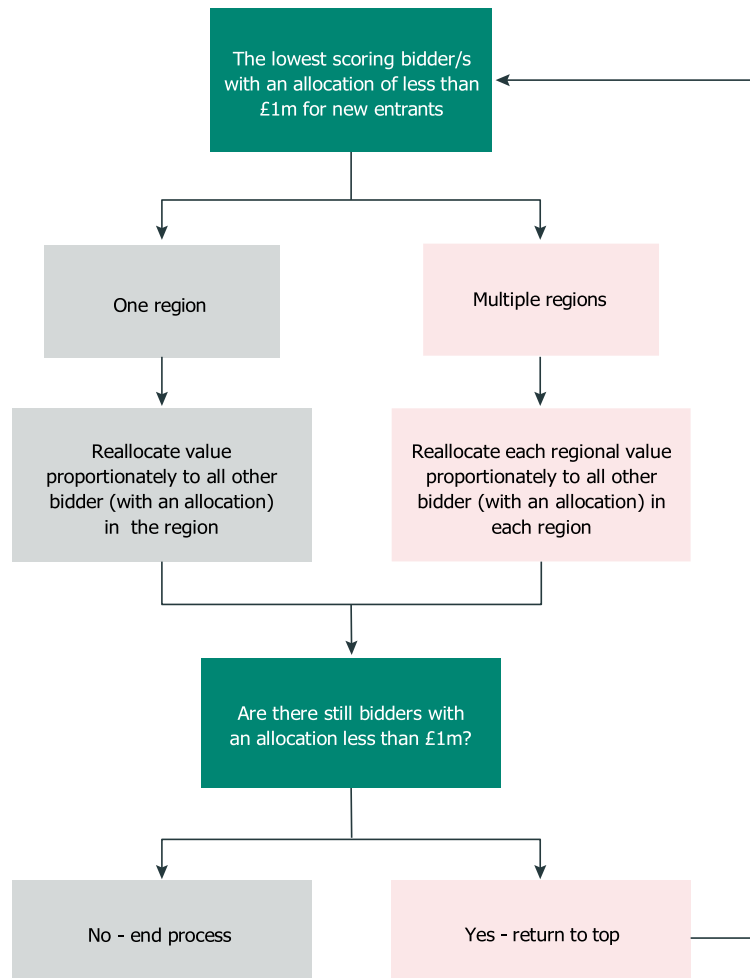 The lowest scoring bidder/s
with an allocation of less than
£1m for new entrants
One region
Multiple regions
Reallocate value
proportionately to all other
bidder (with an allocation)
in the region
Reallocate each regional value
proportionately to all other
bidder (with an allocation) in
each region
Are there still bidders with
an allocation less than £1m?
No - end process
Yes - return to top